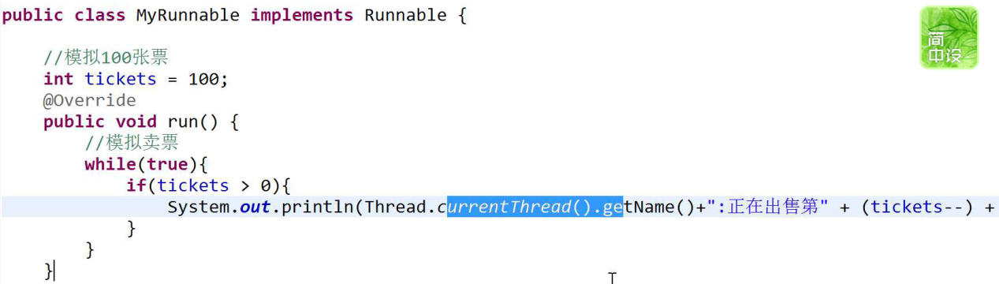 public class MyRunnable implements Runnable {
//模拟100张票
int tickets = 100;
@Override
public void run() {
//模拟卖票
while(true){
if(tickets > 0){
System.out.println(Thread.currentThread().getName()+":正在出售第" + (tickets--) +
}
}
}
简
中设